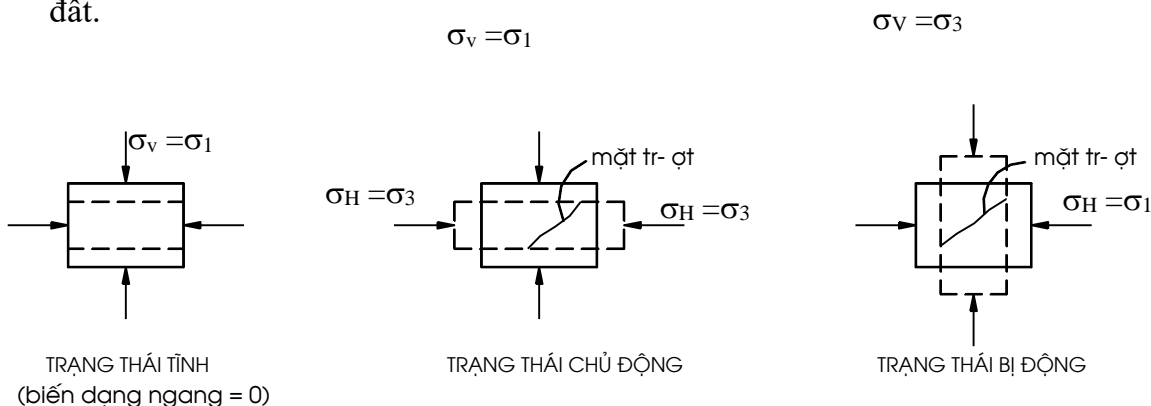 đât.
σv =σ1
σV =σ3
σv =σ1
mặt tr- ợt
mặt tr- ợt
σH =σ3
σH =σ3
σH =σ1
TRẠNG THÁI TĨNH
(biến dạng ngang = 0)
TRẠNG THÁI CHỦ ĐỘNG
TRẠNG THÁI BỊ ĐỘNG